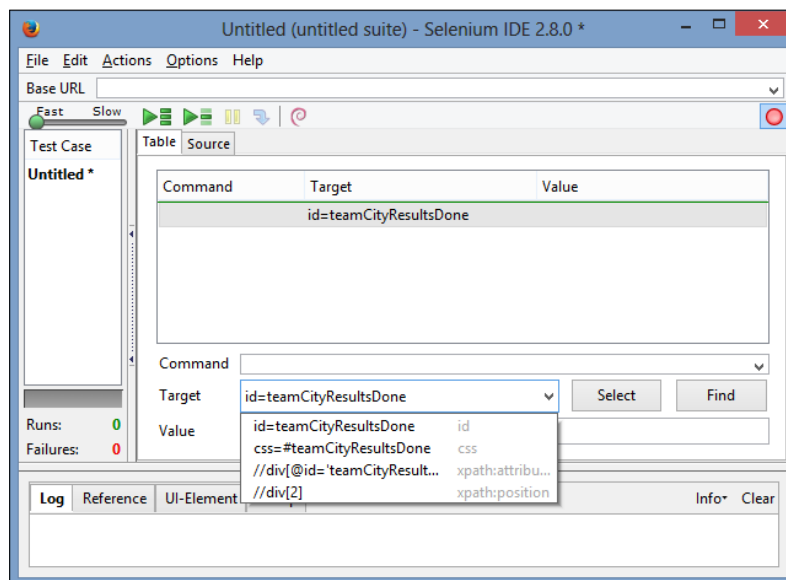 Untitled (untitled suite) - Selenium IDE 2.8.0 *
File Edit Actions Options Help
Base URL
Fast Slow
Test Case
Table Source
Untitled *
Command Target Value
id=teamCityResultsDone
Command
Target id=teamCityResultsDone Select Find
Value
id=teamCityResultsDone id
css=#teamCityResultsDone css
//div[@id='teamCityResult... xpath:attribu...
//div[2] xpath:position
Runs: 0
Failures: 0
Log Reference UI-Element Info Clear